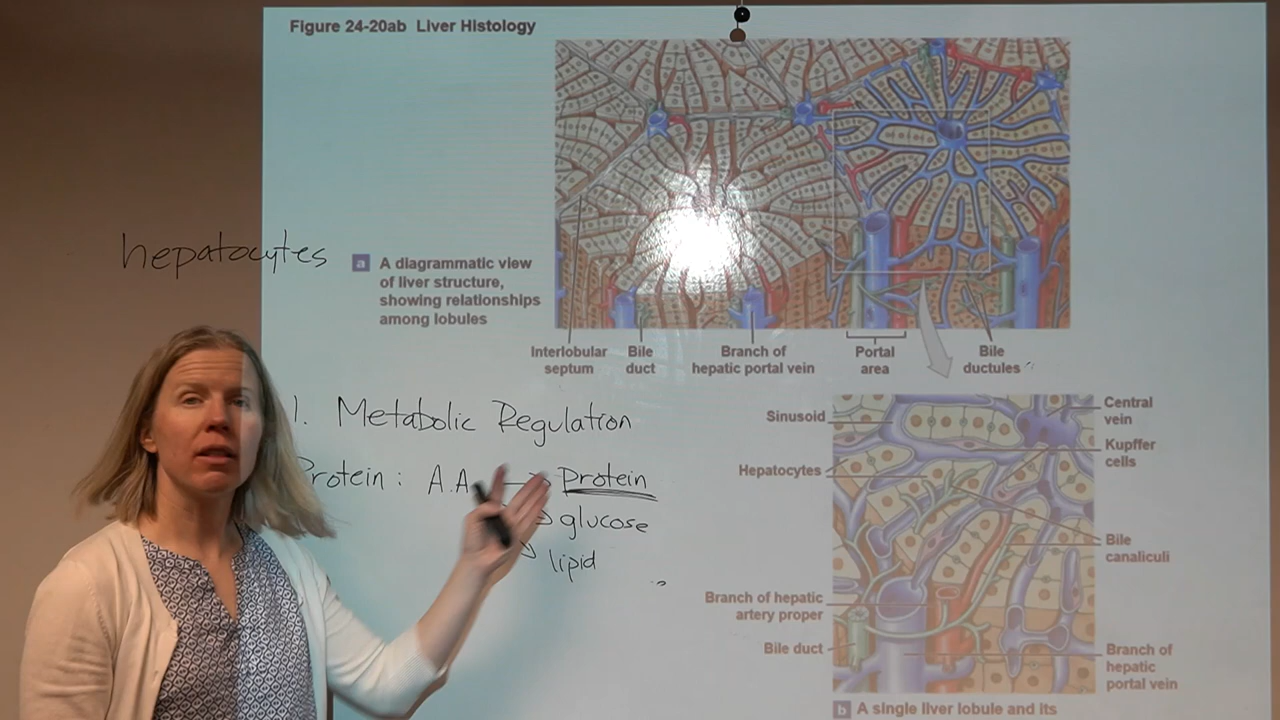 Figure 24-20ab Liver Histology
hepatocytes
a A diagrammatic view
of liver structure,
showing relationships
among lobules
Interlobular
septum
Bile
duct
Branch of
hepatic portal vein
Portal
area
Bile
ductules
1. Metabolic Regulation
Protein : A.A. → Protein
↘ glucose
↘ lipid
Sinusoid
Hepatocytes
Branch of hepatic
artery proper
Bile duct
Central
vein
Kupffer
cells
Bile
canaliculi
Branch of
hepatic
portal vein
b A single liver lobule and its